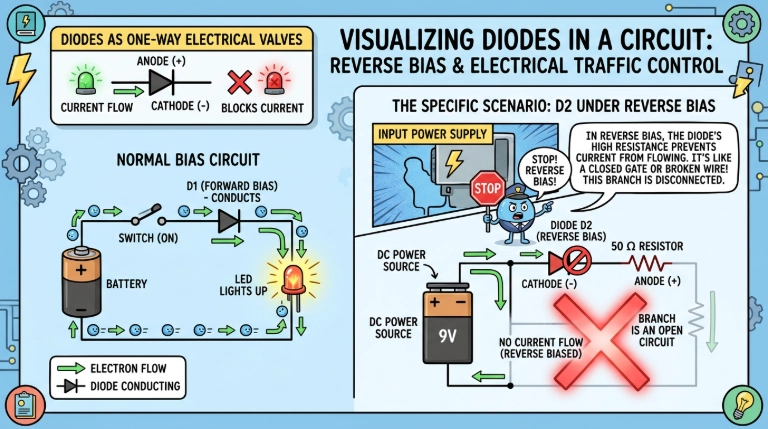 DIODES AS ONE-WAY ELECTRICAL VALVES
ANODE (+)
CURRENT FLOW
CATHODE (-)
BLOCKS CURRENT
VISUALIZING DIODES IN A CIRCUIT:
REVERSE BIAS & ELECTRICAL TRAFFIC CONTROL
NORMAL BIAS CIRCUIT
D1 (FORWARD BIAS)
- CONDUCTS
SWITCH (ON)
+
BATTERY
LED
LIGHTS UP
ELECTRON FLOW
DIODE CONDUCTING
THE SPECIFIC SCENARIO: D2 UNDER REVERSE BIAS
INPUT POWER SUPPLY
STOP
STOP!
REVERSE
BIAS!
IN REVERSE BIAS, THE DIODE'S
HIGH RESISTANCE PREVENTS
CURRENT FROM FLOWING. IT'S LIKE
A CLOSED GATE OR BROKEN WIRE!
THIS BRANCH IS DISCONNECTED.
DIODE D2
(REVERSE BIAS)
50 Ω RESISTOR
DC POWER
SOURCE
CATHODE (-)
ANODE (+)
+ -
DC POWER
SOURCE
9V
NO CURRENT FLOW
(REVERSE BIASED)
BRANCH
IS AN OPEN
CIRCUIT